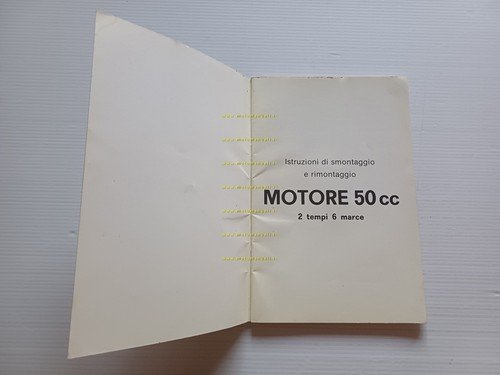 Istruzioni di smontaggio
e rimontaggio
MOTORE 50 cc
2 tempi 6 marce